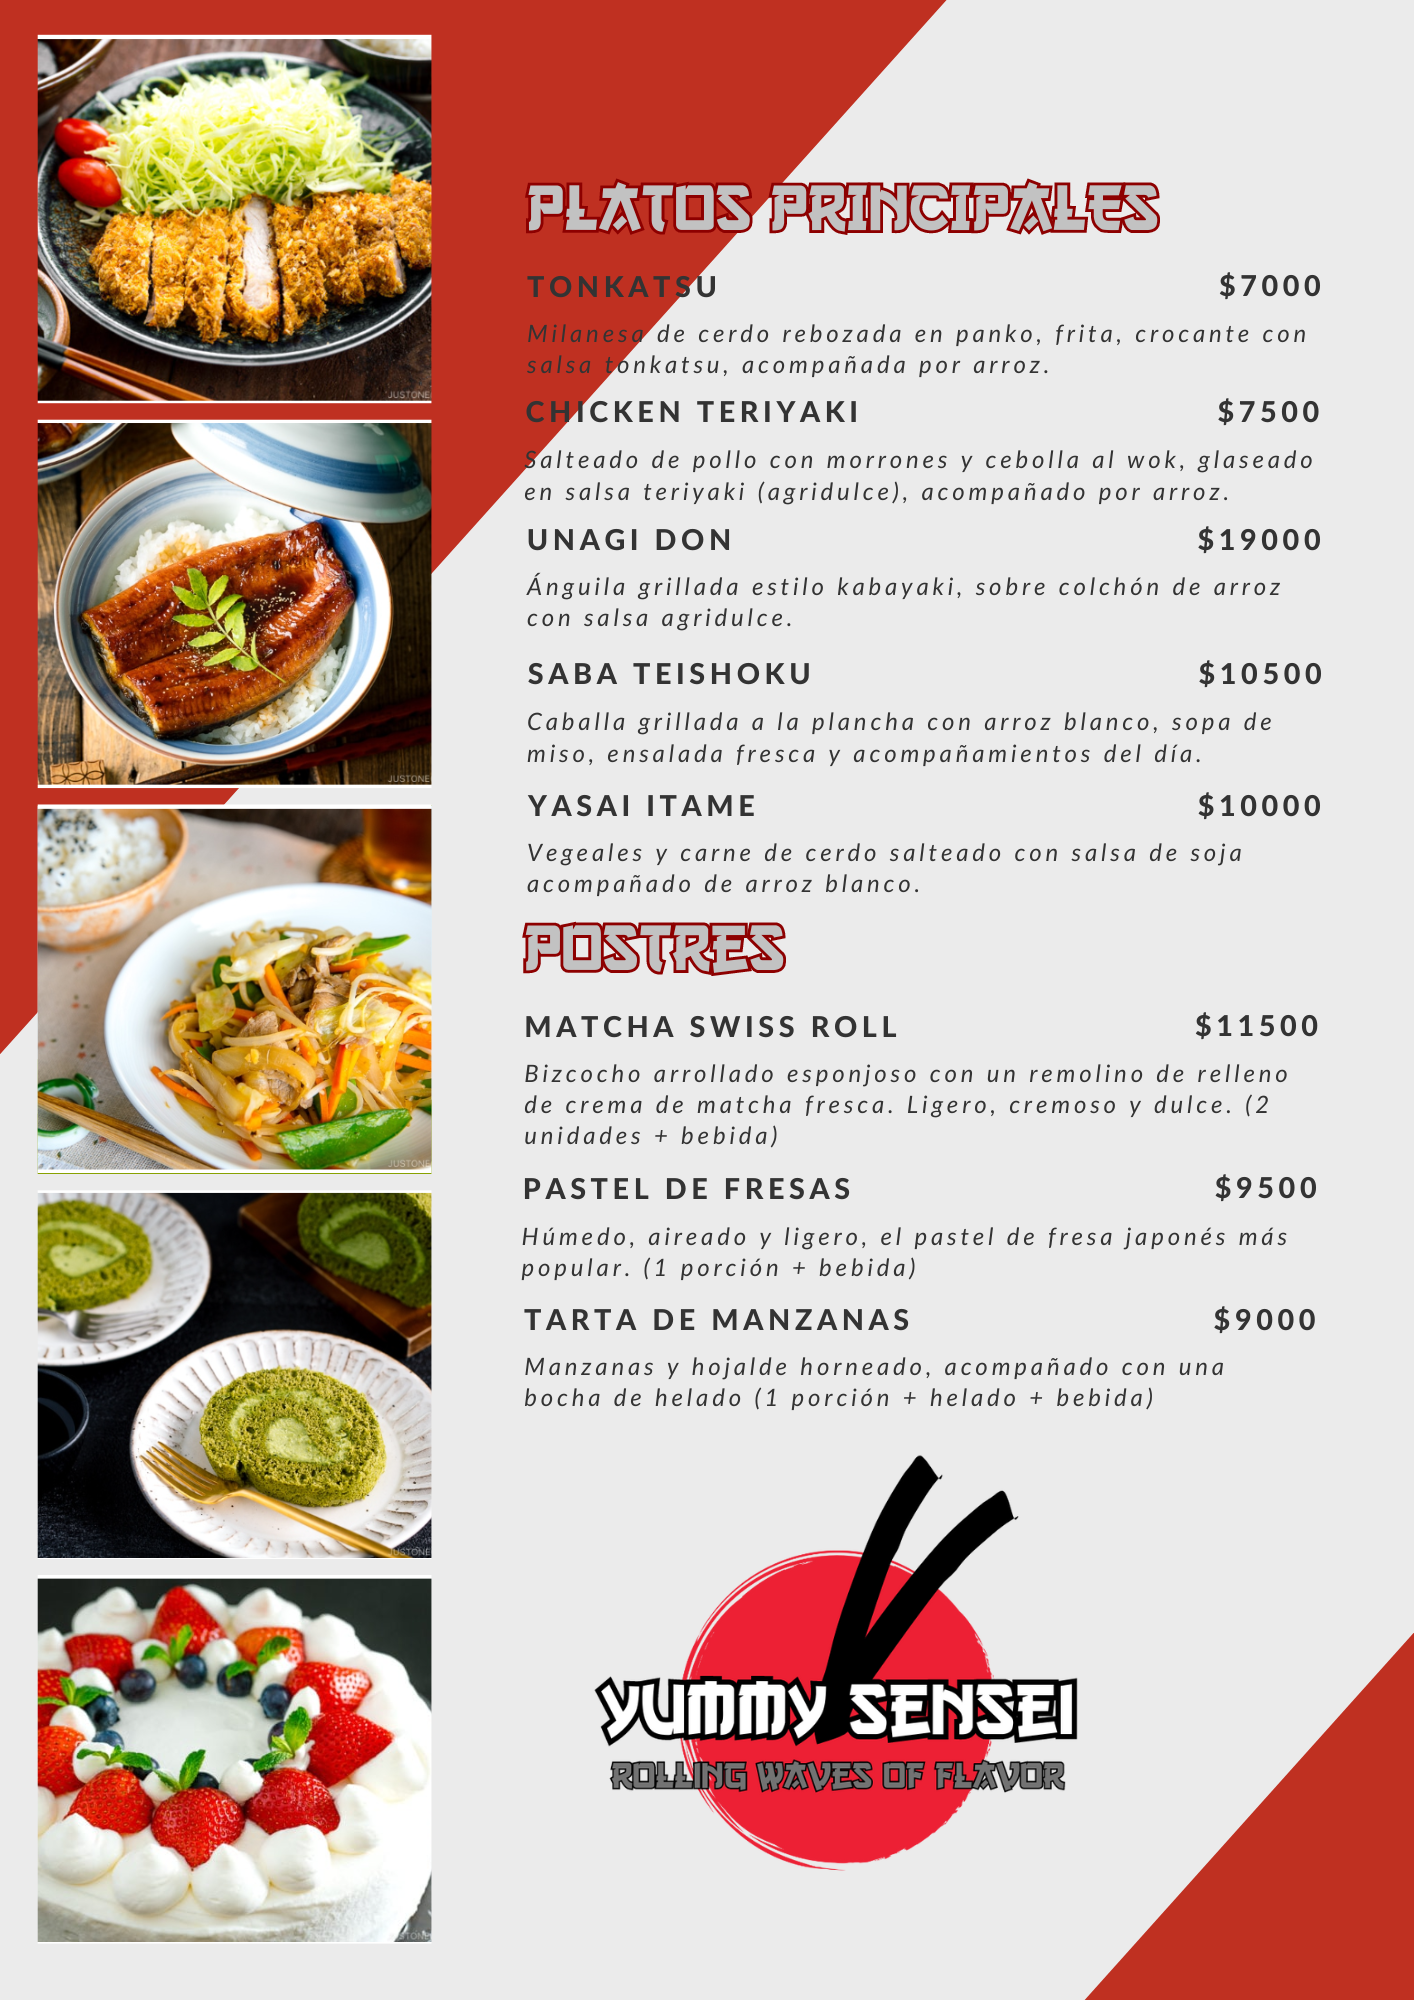 PLATOS PRINCIPALES
TONKATSU $7000
Milanesa de cerdo rebozada en panko, frita, crocante con
salsa tonkatsu, acompañada por arroz.
CHICKEN TERIYAKI $7500
Salteado de pollo con morrones y cebolla al wok, glaseado
en salsa teriyaki (agridulce), acompañado por arroz.
UNAGI DON $19000
Ánguila grillada estilo kabayaki, sobre colchón de arroz
con salsa agridulce.
SABA TEISHOKU $10500
Caballa grillada a la plancha con arroz blanco, sopa de
miso, ensalada fresca y acompañamientos del día.
YASAI ITAME $10000
Vegeales y carne de cerdo salteado con salsa de soja
acompañado de arroz blanco.
POSTRES
MATCHA SWISS ROLL $11500
Bizcocho arrollado esponjoso con un remolino de relleno
de crema de matcha fresca. Ligero, cremoso y dulce. (2
unidades + bebida)
PASTEL DE FRESAS $9500
Húmedo, aireado y ligero, el pastel de fresa japonés más
popular. (1 porción + bebida)
TARTA DE MANZANAS $9000
Manzanas y hojalde horneado, acompañado con una
bocha de helado (1 porción + helado + bebida)
YUMMY SENSEI
ROLLING WAVES OF FLAVOR
JUSTONE
JUSTONE
JUSTONE
JUSTONE
JUSTONE